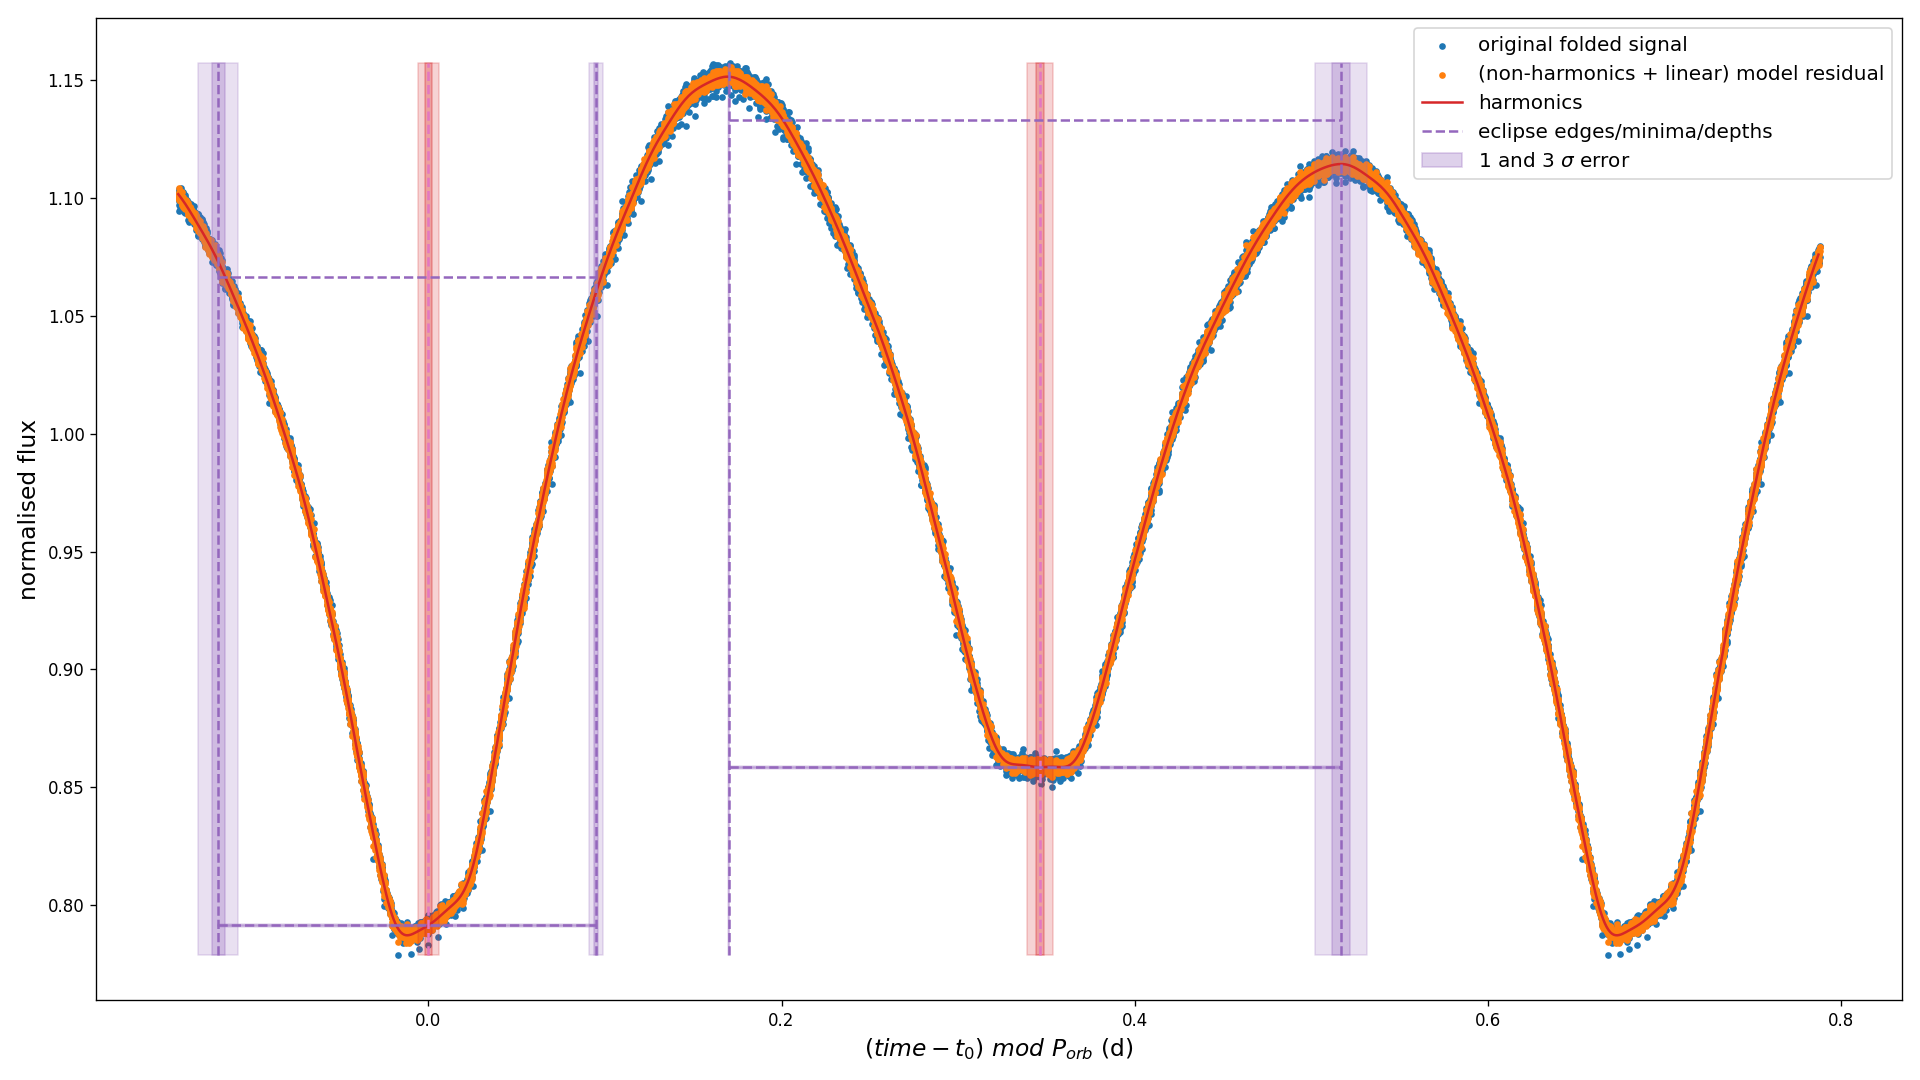 original folded signal
(non-harmonics + linear) model residual
harmonics
eclipse edges/minima/depths
1 and 3 σ error
normalised flux
1.15
1.10
1.05
1.00
0.95
0.90
0.85
0.80
0.0
0.2
0.4
0.6
0.8
(time − t₀) mod P_orb (d)